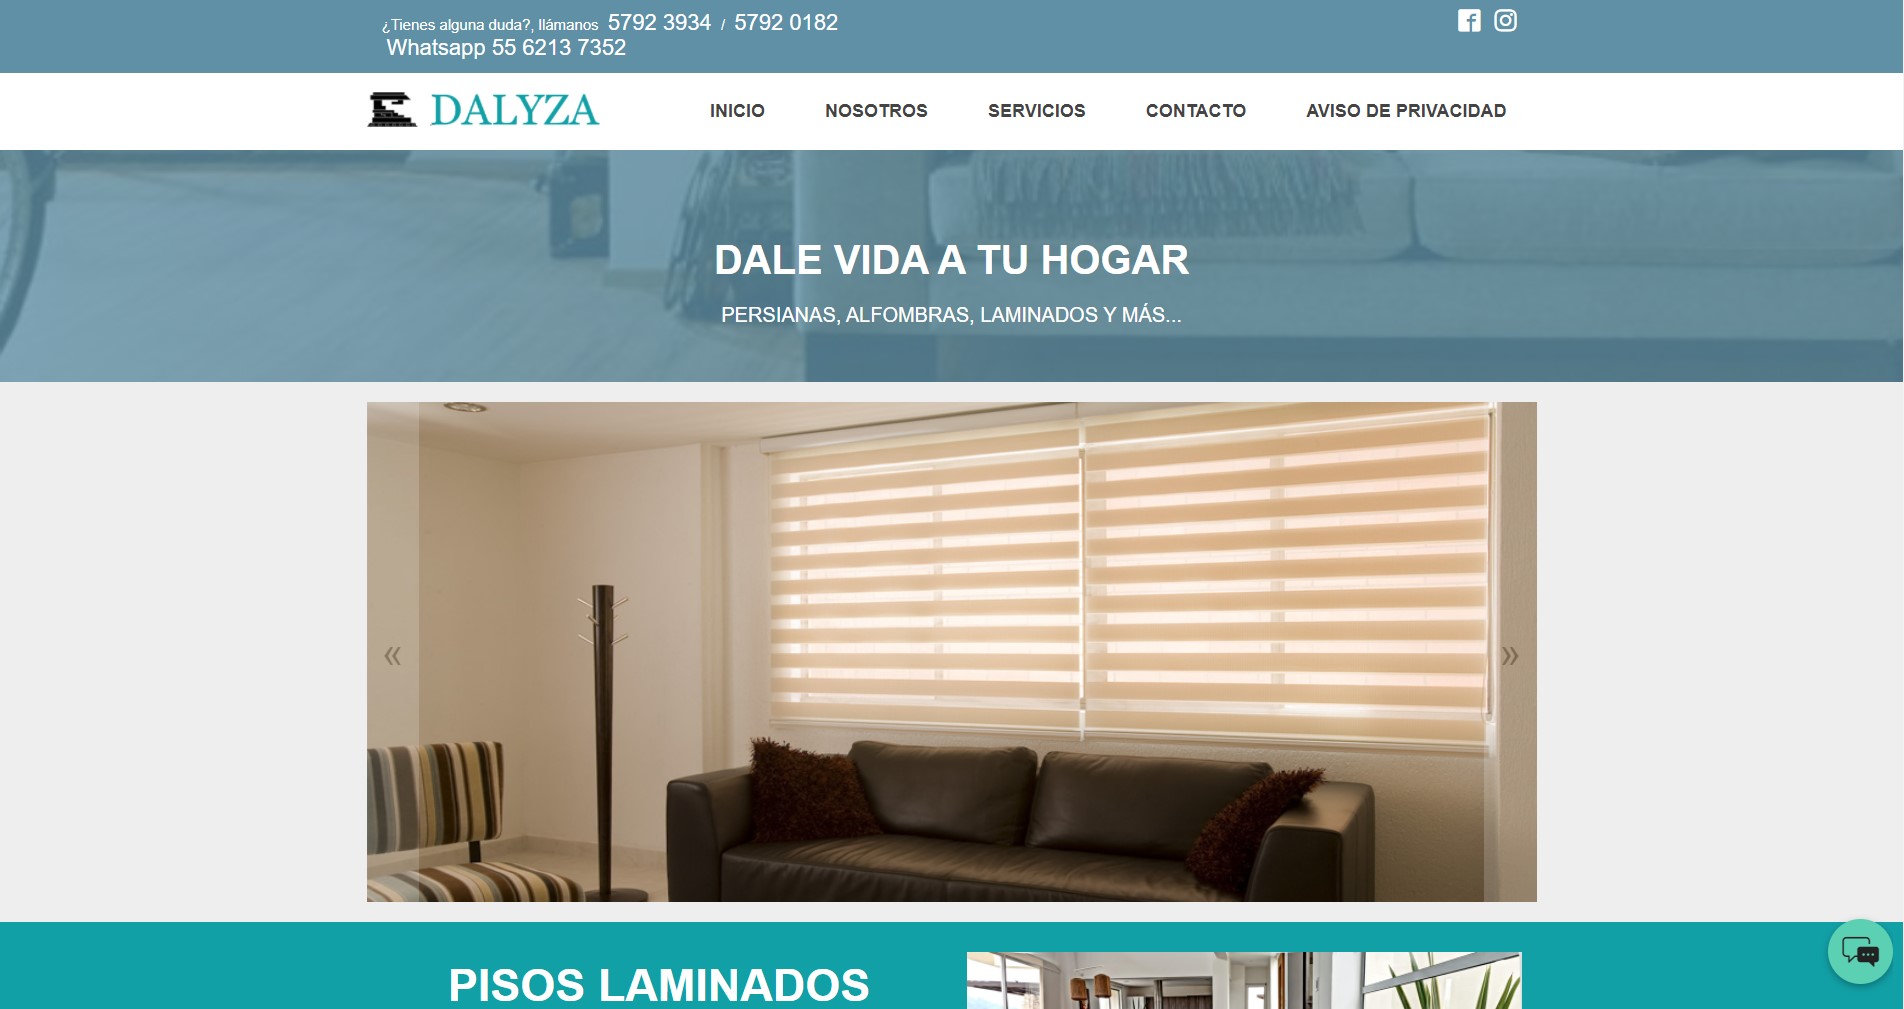 ¿Tienes alguna duda?, llámanos 5792 3934 / 5792 0182
Whatsapp 55 6213 7352
DALYZA
INICIO
NOSOTROS
SERVICIOS
CONTACTO
AVISO DE PRIVACIDAD
DALE VIDA A TU HOGAR
PERSIANAS, ALFOMBRAS, LAMINADOS Y MÁS...
«
»
PISOS LAMINADOS